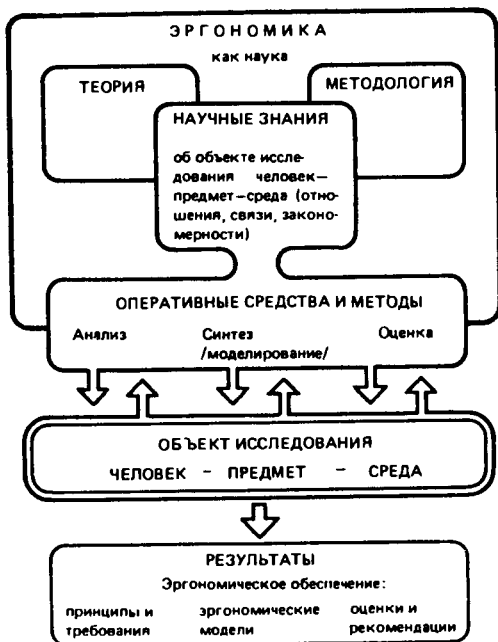 ЭРГОНОМИКА
как наука
ТЕОРИЯ
МЕТОДОЛОГИЯ
НАУЧНЫЕ ЗНАНИЯ
об объекте иссле-
дования человек–
предмет–среда (отно-
шения, связи, законо-
мерности)
ОПЕРАТИВНЫЕ СРЕДСТВА И МЕТОДЫ
Анализ Синтез Оценка
/моделирование/
ОБЪЕКТ ИССЛЕДОВАНИЯ
ЧЕЛОВЕК – ПРЕДМЕТ – СРЕДА
РЕЗУЛЬТАТЫ
Эргономическое обеспечение:
принципы и эргономические оценки и
требования модели рекомендации